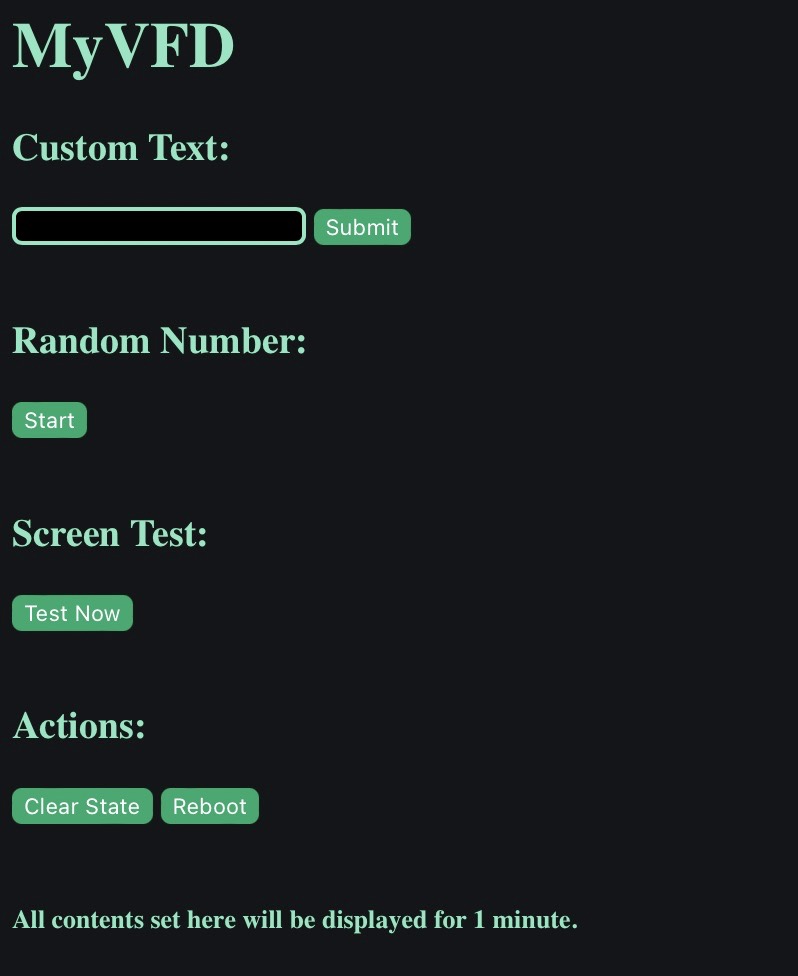 MyVFD
Custom Text:
Submit
Random Number:
Start
Screen Test:
Test Now
Actions:
Clear State Reboot
All contents set here will be displayed for 1 minute.